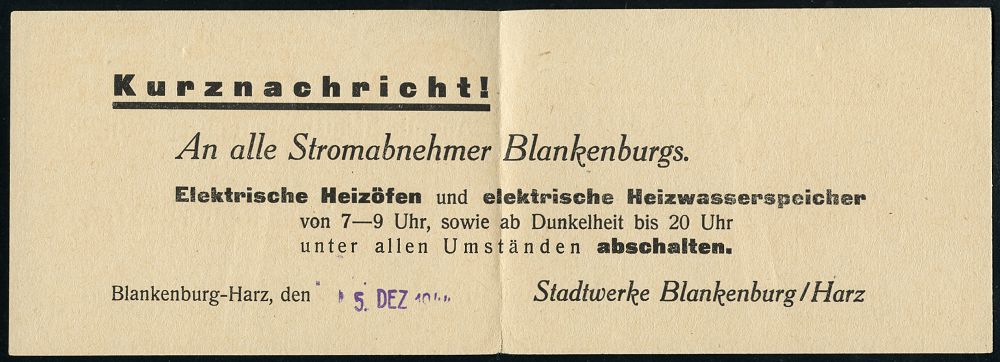 Kurznachricht!
An alle Stromabnehmer Blankenburgs.
Elektrische Heizöfen und elektrische Heizwasserspeicher
von 7—9 Uhr, sowie ab Dunkelheit bis 20 Uhr
unter allen Umständen abschalten.
Blankenburg-Harz, den 5. DEZ
Stadtwerke Blankenburg/Harz